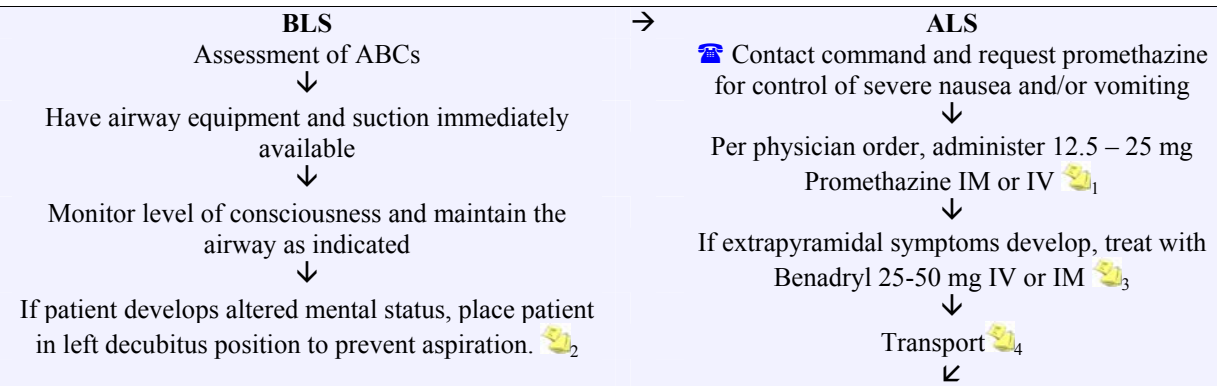 BLS
Assessment of ABCs
↓
Have airway equipment and suction immediately
available
↓
Monitor level of consciousness and maintain the
airway as indicated
↓
If patient develops altered mental status, place patient
in left decubitus position to prevent aspiration. 2
→
ALS
☎ Contact command and request promethazine
for control of severe nausea and/or vomiting
↓
Per physician order, administer 12.5 – 25 mg
Promethazine IM or IV 1
↓
If extrapyramidal symptoms develop, treat with
Benadryl 25-50 mg IV or IM 3
↓
Transport 4
↙